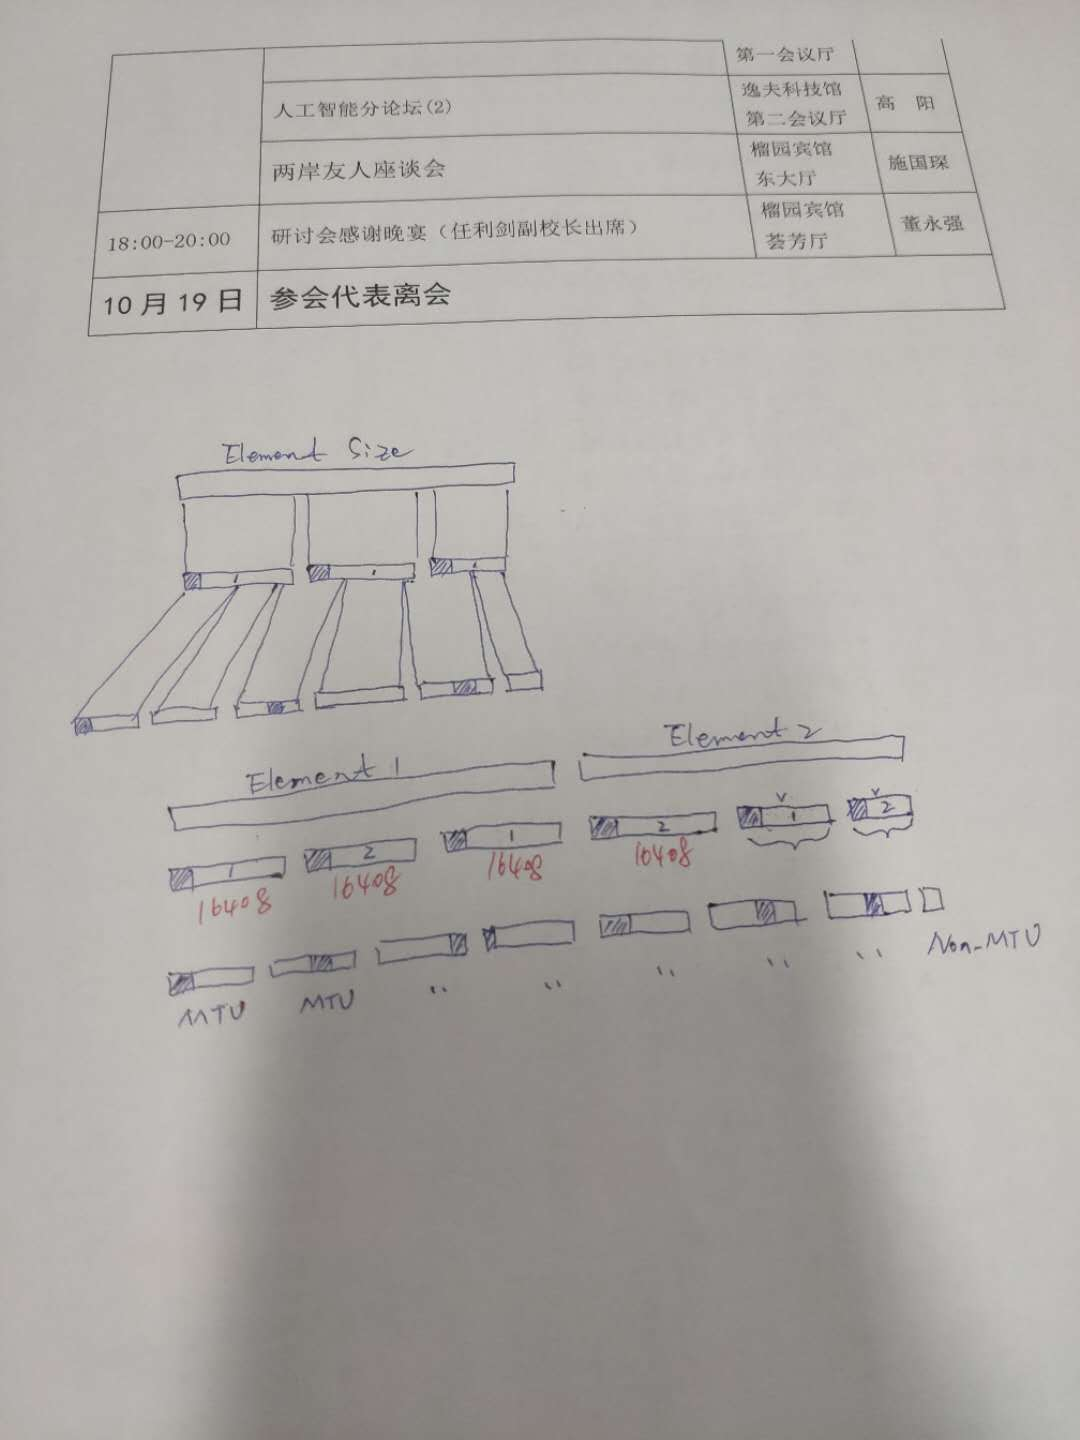 第一会议厅
人工智能分论坛(2)
逸夫科技馆
第二会议厅
高 阳
两岸友人座谈会
榴园宾馆
东大厅
施国琛
18:00-20:00
研讨会感谢晚宴（任利剑副校长出席）
榴园宾馆
荟芳厅
董永强
10月19日
参会代表离会
Element Size
1 1 1
Element 1
Element 2
1 2 1 2 1 2
16408 16408 16408 16408
MTU MTU 〃 〃 〃 〃 〃 Non-MTU